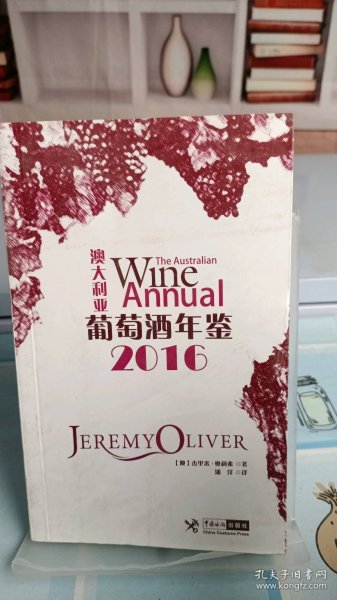 澳大利亚
The Australian
Wine
Annual
葡萄酒年鉴
2016
JEREMY OLIVER
【澳】杰里米·奥利弗 著
潘洋 译
中国海关出版社
China Customs Press
孔夫子旧书网
kongfz.com